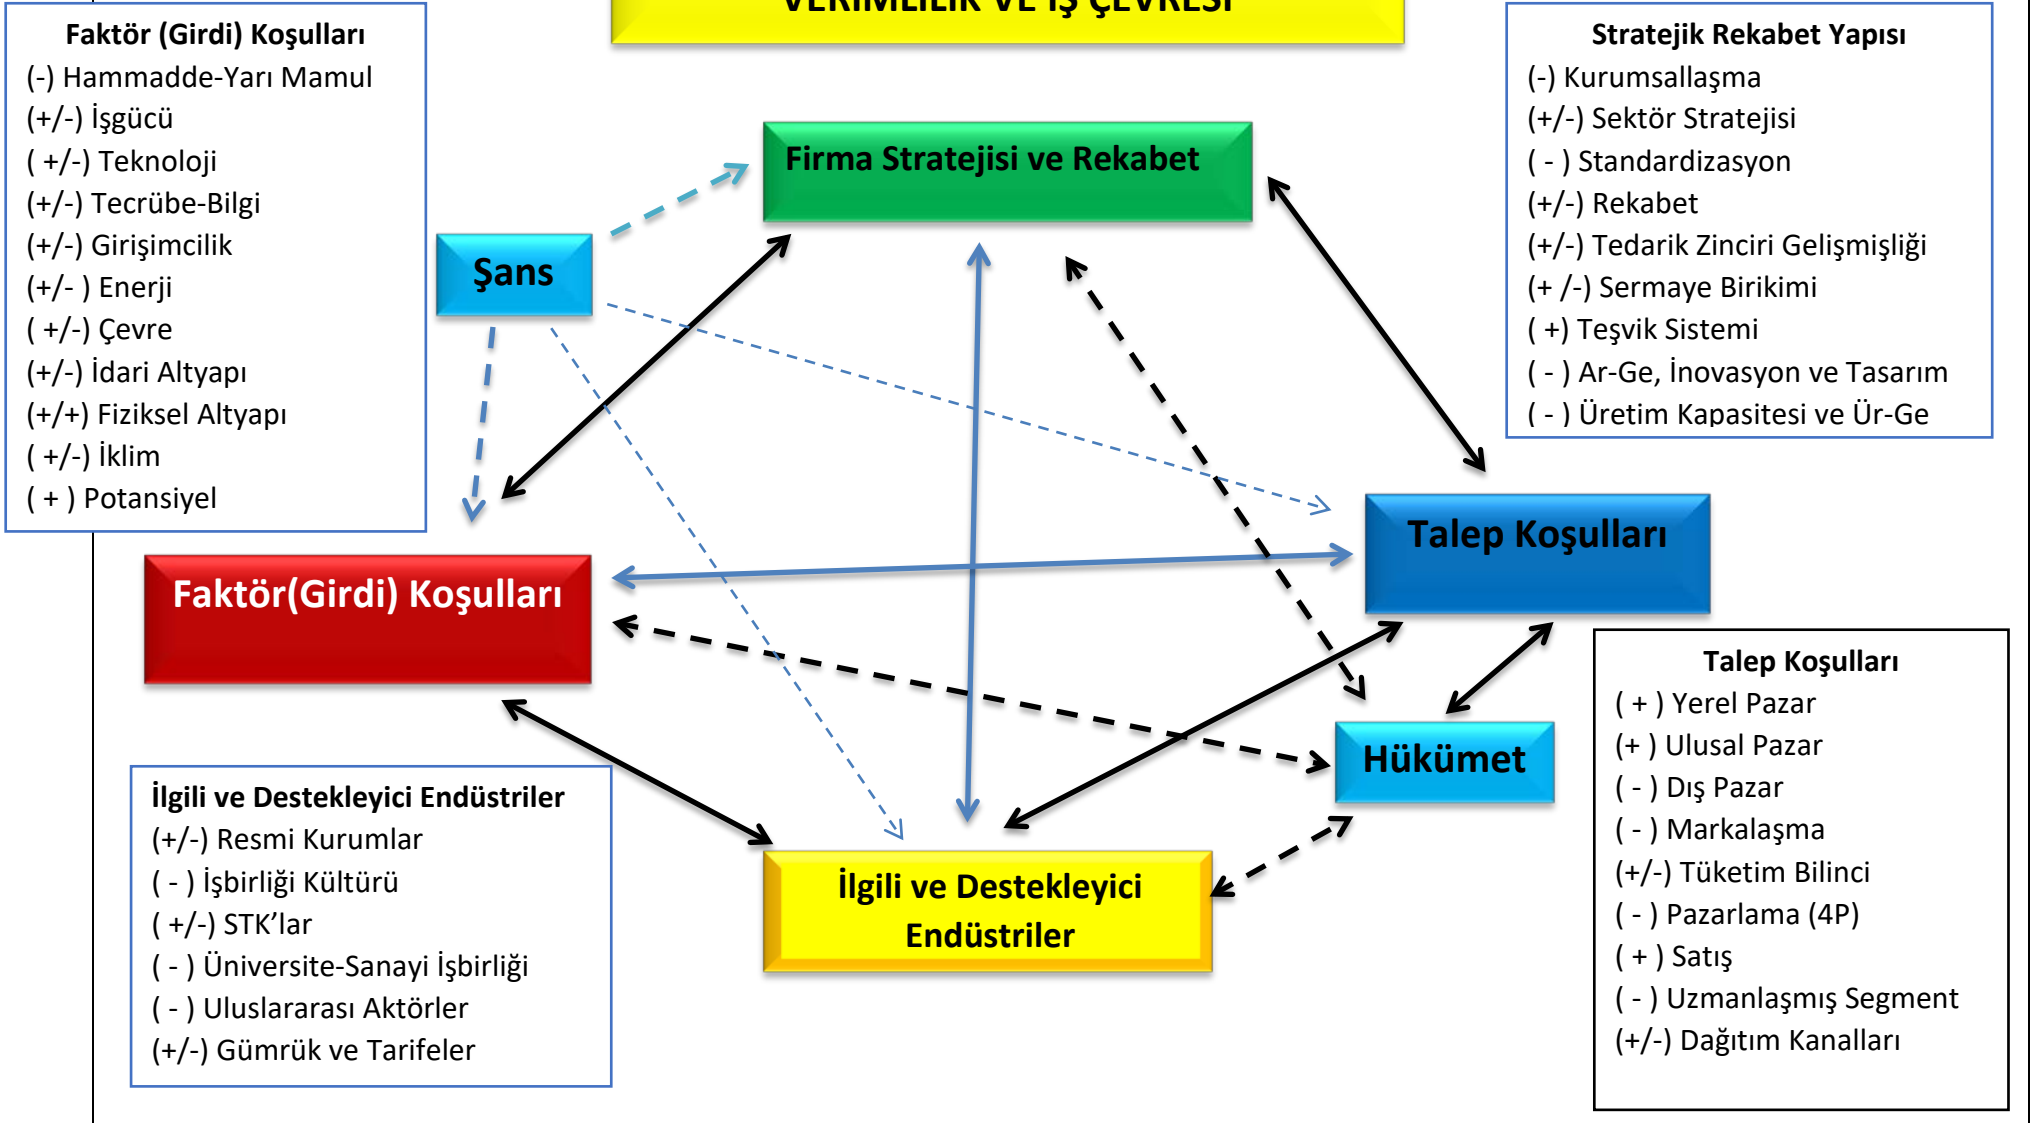 VERİMLİLİK VE İŞ ÇEVRESİ
Faktör (Girdi) Koşulları
(-) Hammadde-Yarı Mamul
(+/-) İşgücü
( +/-) Teknoloji
(+/-) Tecrübe-Bilgi
(+/-) Girişimcilik
(+/- ) Enerji
( +/-) Çevre
(+/-) İdari Altyapı
(+/+) Fiziksel Altyapı
( +/-) İklim
( + ) Potansiyel
Stratejik Rekabet Yapısı
(-) Kurumsallaşma
(+/-) Sektör Stratejisi
( - ) Standardizasyon
(+/-) Rekabet
(+/-) Tedarik Zinciri Gelişmişliği
(+ /-) Sermaye Birikimi
( +) Teşvik Sistemi
( - ) Ar-Ge, İnovasyon ve Tasarım
( - ) Üretim Kapasitesi ve Ür-Ge
Firma Stratejisi ve Rekabet
Şans
Talep Koşulları
Faktör(Girdi) Koşulları
Hükümet
İlgili ve Destekleyici
Endüstriler
İlgili ve Destekleyici Endüstriler
(+/-) Resmi Kurumlar
( - ) İşbirliği Kültürü
( +/-) STK’lar
( - ) Üniversite-Sanayi İşbirliği
( - ) Uluslararası Aktörler
(+/-) Gümrük ve Tarifeler
Talep Koşulları
( + ) Yerel Pazar
(+ ) Ulusal Pazar
( - ) Dış Pazar
( - ) Markalaşma
(+/-) Tüketim Bilinci
( - ) Pazarlama (4P)
( + ) Satış
( - ) Uzmanlaşmış Segment
(+/-) Dağıtım Kanalları